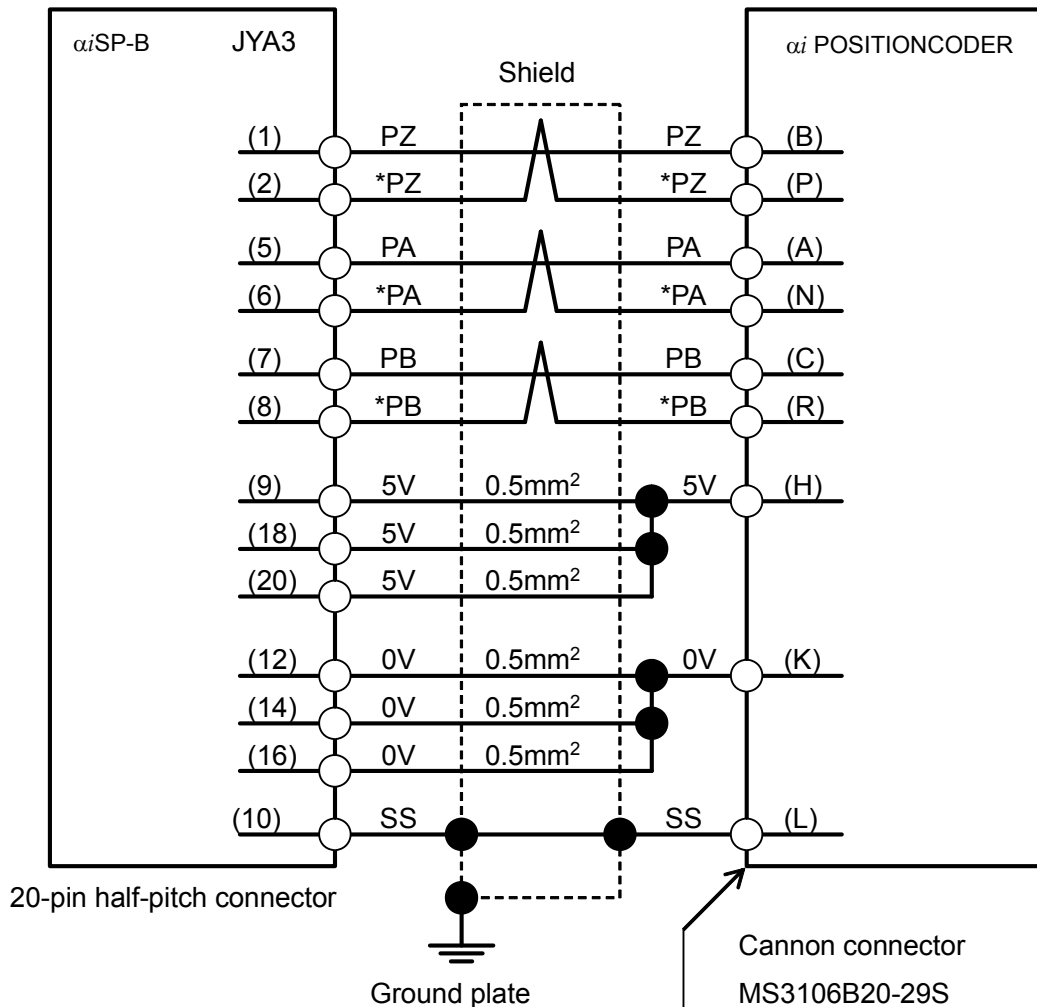 αiSP-B JYA3 αi POSITIONCODER
Shield
(1) PZ PZ (B)
(2) *PZ *PZ (P)
(5) PA PA (A)
(6) *PA *PA (N)
(7) PB PB (C)
(8) *PB *PB (R)
(9) 5V 0.5mm² 5V (H)
(18) 5V 0.5mm²
(20) 5V 0.5mm²
(12) 0V 0.5mm² 0V (K)
(14) 0V 0.5mm²
(16) 0V 0.5mm²
(10) SS SS (L)
20-pin half-pitch connector
Ground plate
Cannon connector
MS3106B20-29S